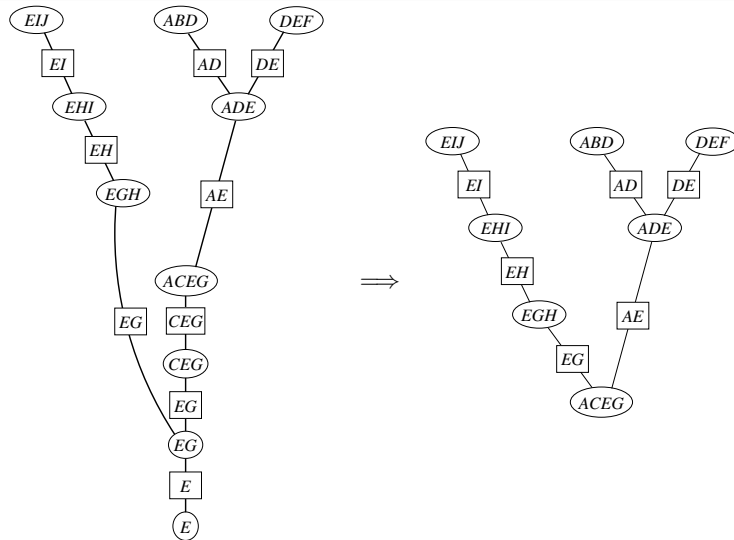 EIJ ABD DEF
EI AD DE
EHI ADE
EH
EGH AE
ACEG
EG CEG
CEG
EG
EG
E
E
⟹
EIJ ABD DEF
EI AD DE
EHI ADE
EH
EGH AE
EG
ACEG